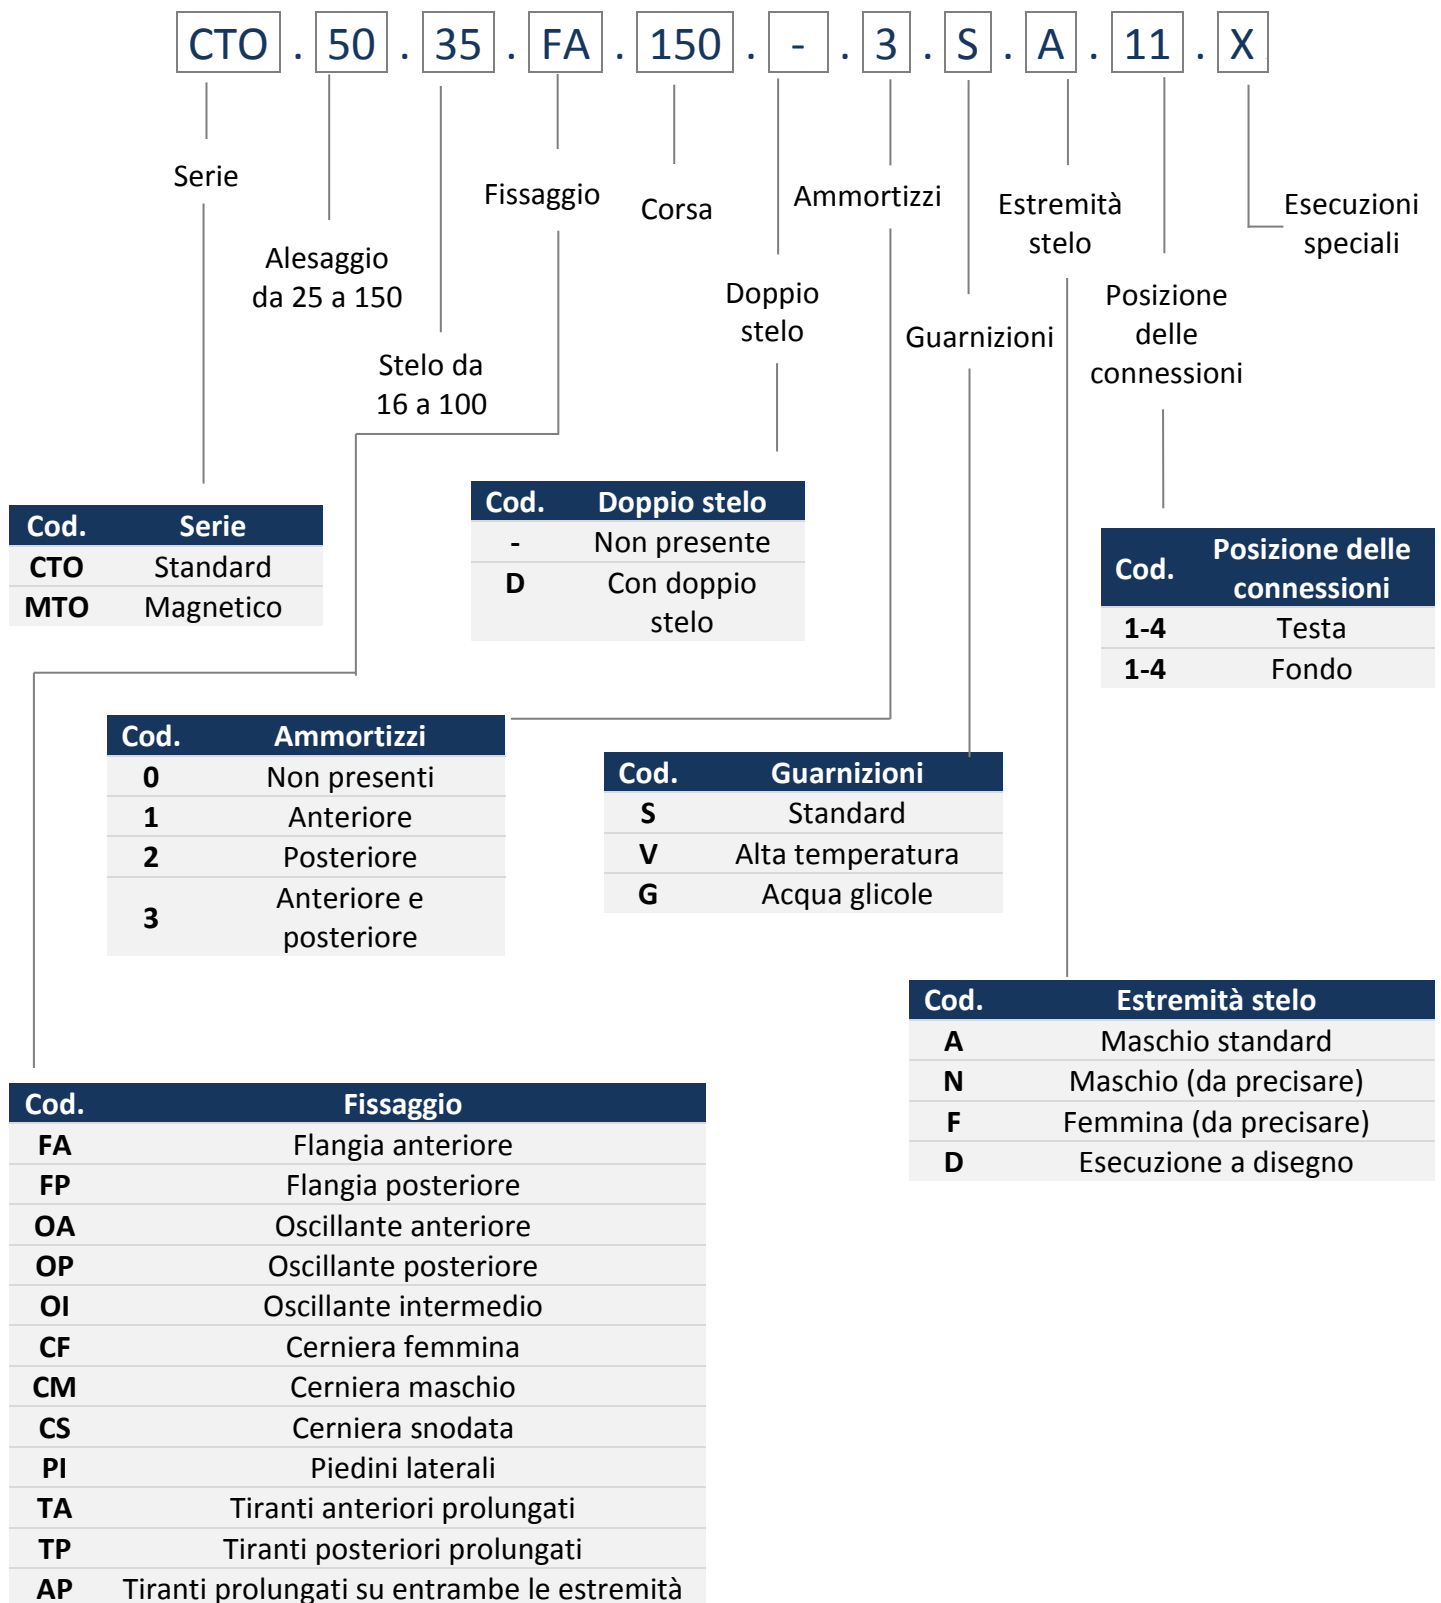 CTO . 50 . 35 . FA . 150 . - . 3 . S . A . 11 . X
Serie
Alesaggio
da 25 a 150
Stelo da
16 a 100
Fissaggio
Corsa
Doppio
stelo
Ammortizzi
Guarnizioni
Estremità
stelo
Posizione
delle
connessioni
Esecuzioni
speciali
Cod. Serie
CTO Standard
MTO Magnetico
Cod. Doppio stelo
- Non presente
D Con doppio
stelo
Cod. Posizione delle
connessioni
1-4 Testa
1-4 Fondo
Cod. Ammortizzi
0 Non presenti
1 Anteriore
2 Posteriore
3 Anteriore e
posteriore
Cod. Guarnizioni
S Standard
V Alta temperatura
G Acqua glicole
Cod. Estremità stelo
A Maschio standard
N Maschio (da precisare)
F Femmina (da precisare)
D Esecuzione a disegno
Cod. Fissaggio
FA Flangia anteriore
FP Flangia posteriore
OA Oscillante anteriore
OP Oscillante posteriore
OI Oscillante intermedio
CF Cerniera femmina
CM Cerniera maschio
CS Cerniera snodata
PI Piedini laterali
TA Tiranti anteriori prolungati
TP Tiranti posteriori prolungati
AP Tiranti prolungati su entrambe le estremità